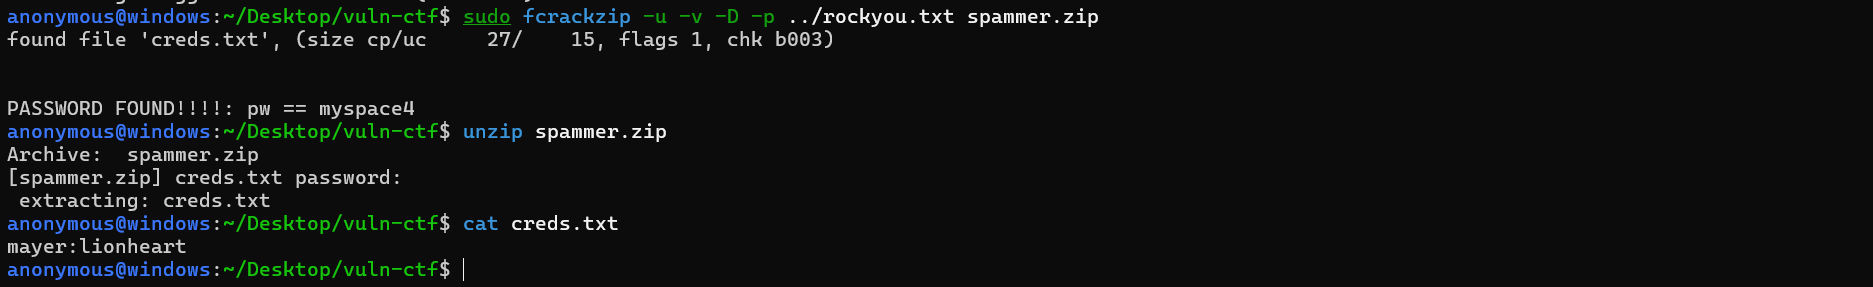 anonymous@windows:~/Desktop/vuln-ctf$ sudo fcrackzip -u -v -D -p ../rockyou.txt spammer.zip
found file 'creds.txt', (size cp/uc     27/    15, flags 1, chk b003)
PASSWORD FOUND!!!!: pw == myspace4
anonymous@windows:~/Desktop/vuln-ctf$ unzip spammer.zip
Archive:  spammer.zip
[spammer.zip] creds.txt password:
 extracting: creds.txt
anonymous@windows:~/Desktop/vuln-ctf$ cat creds.txt
mayer:lionheart
anonymous@windows:~/Desktop/vuln-ctf$